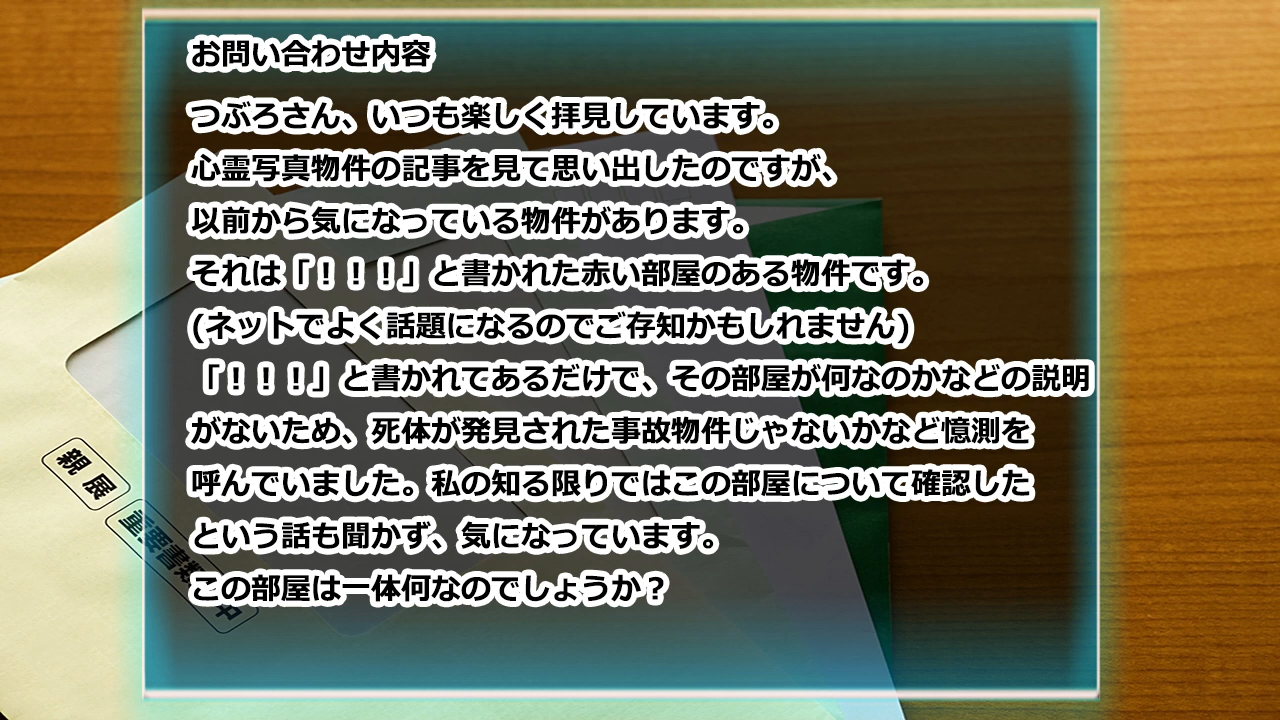 お問い合わせ内容
つぶろさん、いつも楽しく拝見しています。
心霊写真物件の記事を見て思い出したのですが、
以前から気になっている物件があります。
それは「！！！」と書かれた赤い部屋のある物件です。
(ネットでよく話題になるのでご存知かもしれません)
「！！！」と書かれてあるだけで、その部屋が何なのかなどの説明
がないため、死体が発見された事故物件じゃないかなど憶測を
呼んでいました。私の知る限りではこの部屋について確認した
という話も聞かず、気になっています。
この部屋は一体何なのでしょうか？
親展
重要書類
中